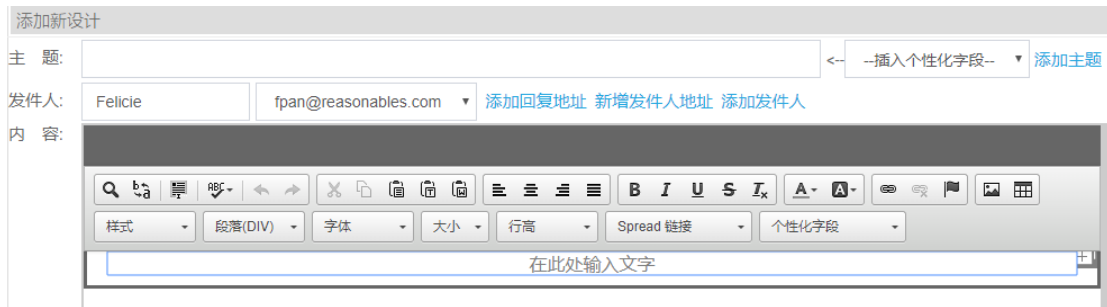 添加新设计
主 题: <-- --插入个性化字段-- 添加主题
发件人: Felicie fpan@reasonables.com 添加回复地址 新增发件人地址 添加发件人
内 容:
ABC B I U S Tx A A
样式 段落(DIV) 字体 大小 行高 Spread 链接 个性化字段
在此处输入文字